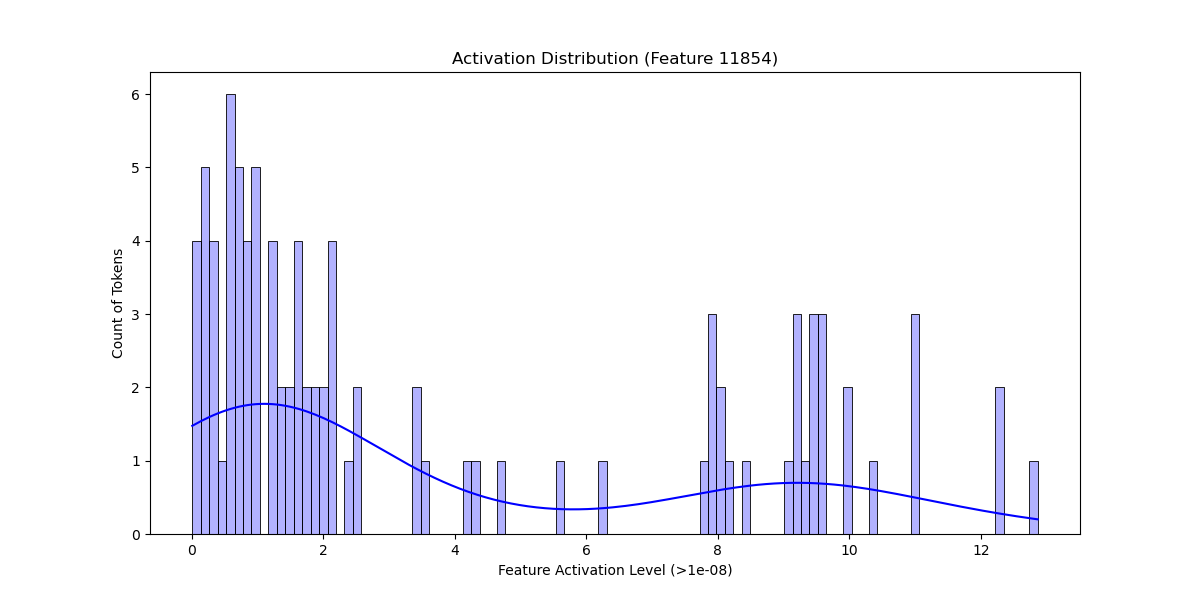 Activation Distribution (Feature 11854)
6
5
4
3
2
1
0
Count of Tokens
0 2 4 6 8 10 12
Feature Activation Level (>1e-08)